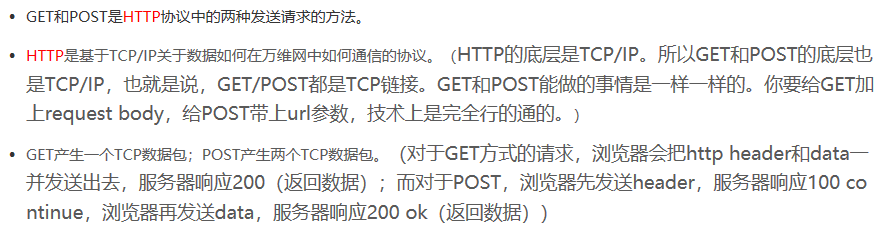 GET和POST是HTTP协议中的两种发送请求的方法。
HTTP是基于TCP/IP关于数据如何在万维网中如何通信的协议。（HTTP的底层是TCP/IP。所以GET和POST的底层也
是TCP/IP，也就是说，GET/POST都是TCP链接。GET和POST能做的事情是一样一样的。你要给GET加
上request body，给POST带上url参数，技术上是完全行的通的。）
GET产生一个TCP数据包；POST产生两个TCP数据包。（对于GET方式的请求，浏览器会把http header和data一
并发送出去，服务器响应200（返回数据）；而对于POST，浏览器先发送header，服务器响应100 co
ntinue，浏览器再发送data，服务器响应200 ok（返回数据））